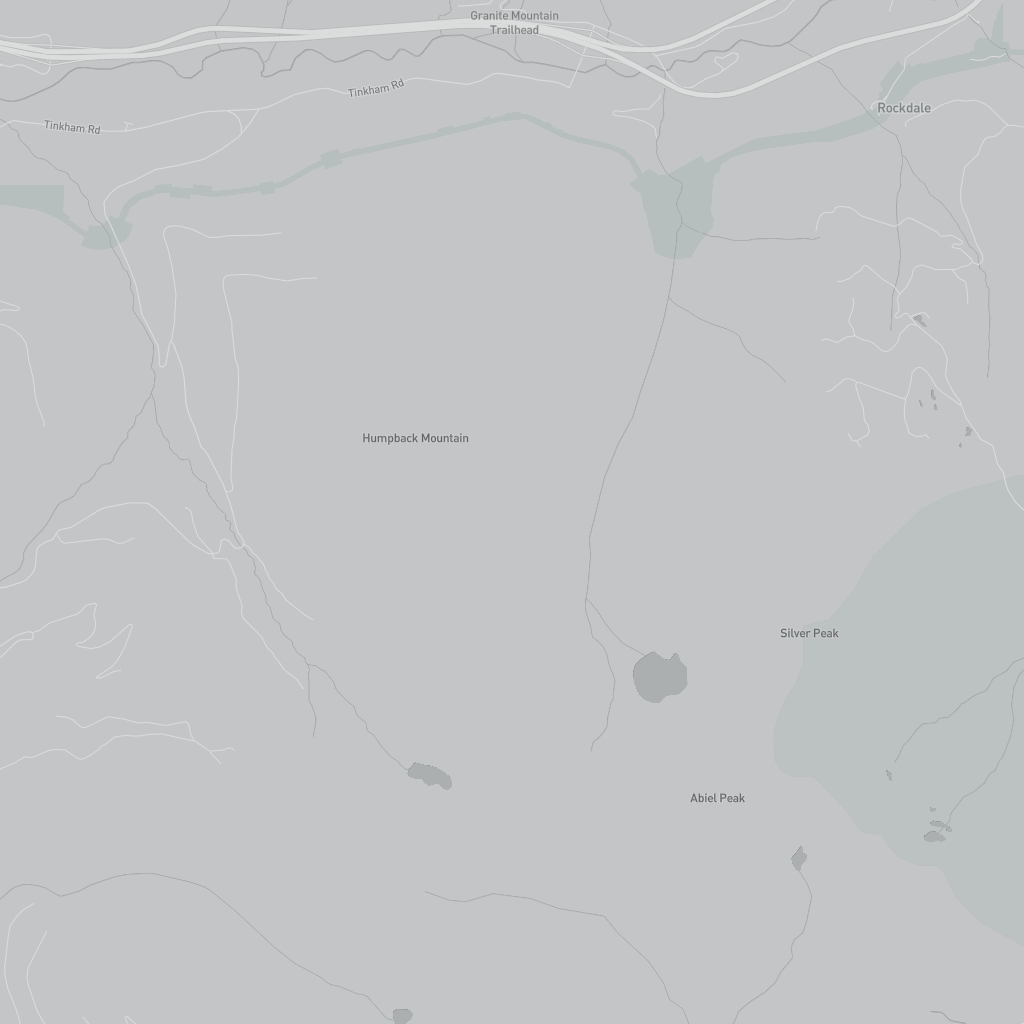 Granite Mountain
Trailhead
Tinkham Rd
Rockdale
Tinkham Rd
Humpback Mountain
Silver Peak
Abiel Peak